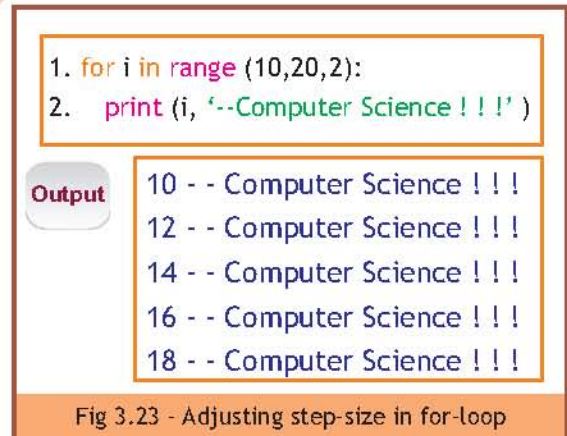 1. for i in range (10,20,2):
2. print (i, ‘--Computer Science ! ! !’ )
Output
10 - - Computer Science ! ! !
12 - - Computer Science ! ! !
14 - - Computer Science ! ! !
16 - - Computer Science ! ! !
18 - - Computer Science ! ! !
Fig 3.23 - Adjusting step-size in for-loop